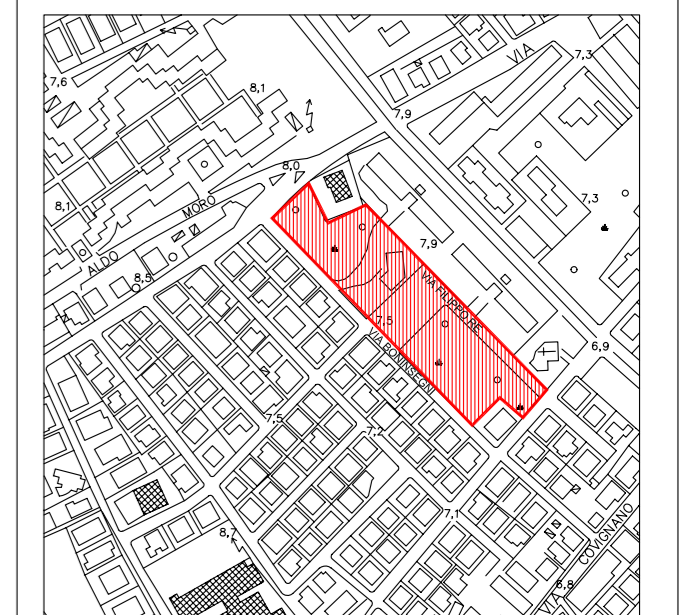 VIA
7,3
7,6
8,1
7,9
8,0
7,3
8,1
MORO
7,9
ALDO
8,5
VIA FILIPPO RE
7,5
VIA BONINSEGNI
6,9
7,5
7,2
7,1
COVIGNANO
8,7
6,8